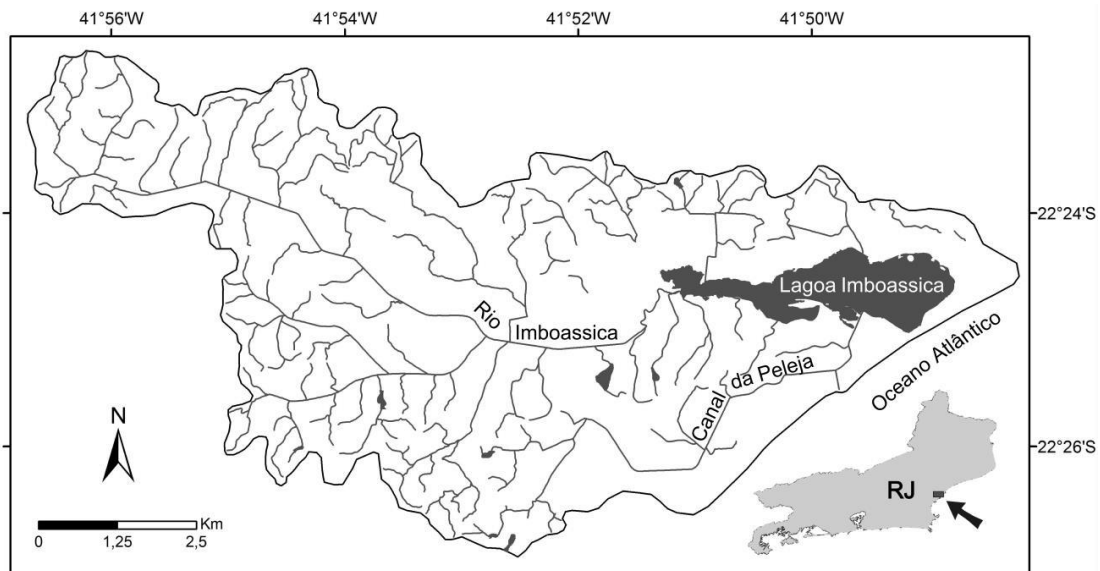 41°56'W
41°54'W
41°52'W
41°50'W
22°24'S
Lagoa Imboassica
Rio
Imboassica
da Peleja
Canal
Oceano Atlântico
22°26'S
N
RJ
Km
0
1,25
2,5